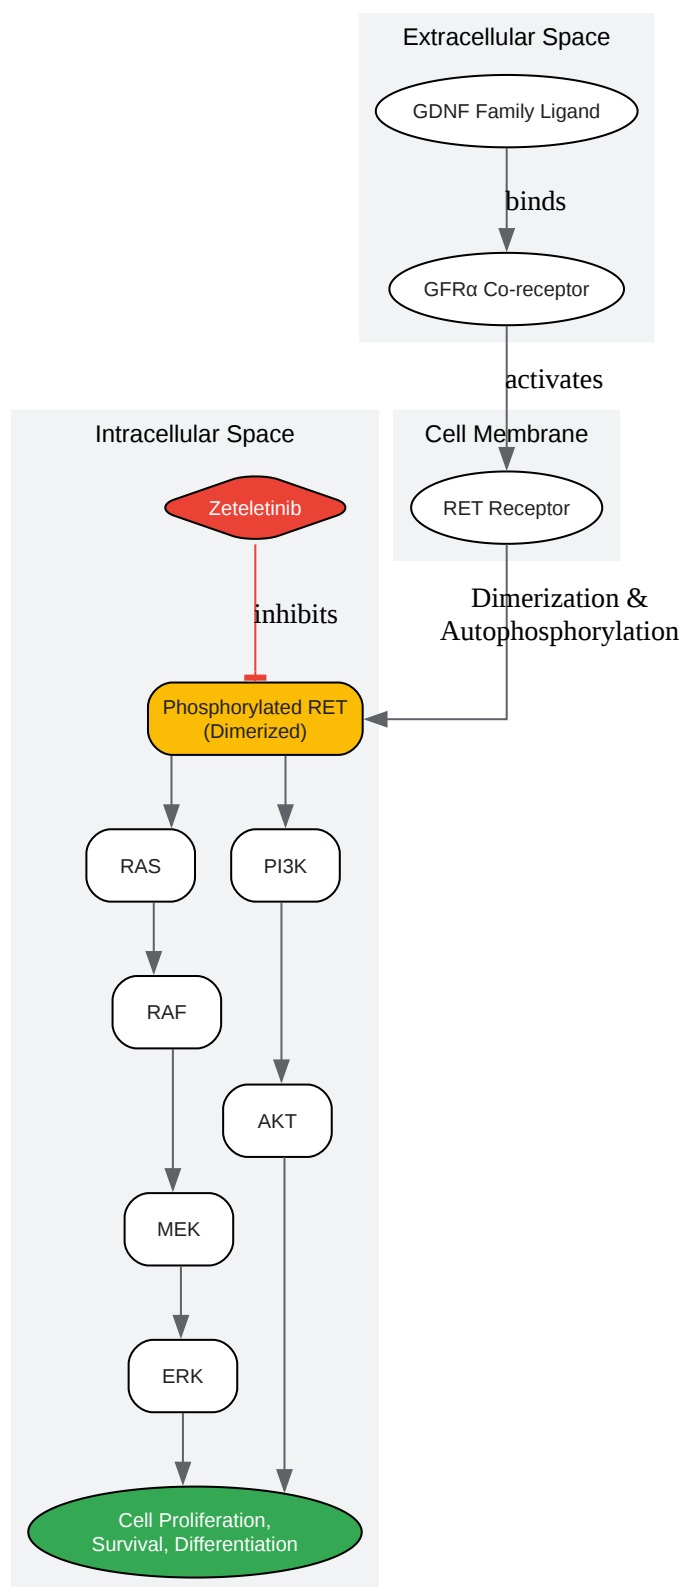 Extracellular Space
GDNF Family Ligand
binds
GFRα Co-receptor
activates
Intracellular Space
Cell Membrane
Zeteletinib
RET Receptor
inhibits
Dimerization &
Autophosphorylation
Phosphorylated RET
(Dimerized)
RAS
PI3K
RAF
AKT
MEK
ERK
Cell Proliferation,
Survival, Differentiation